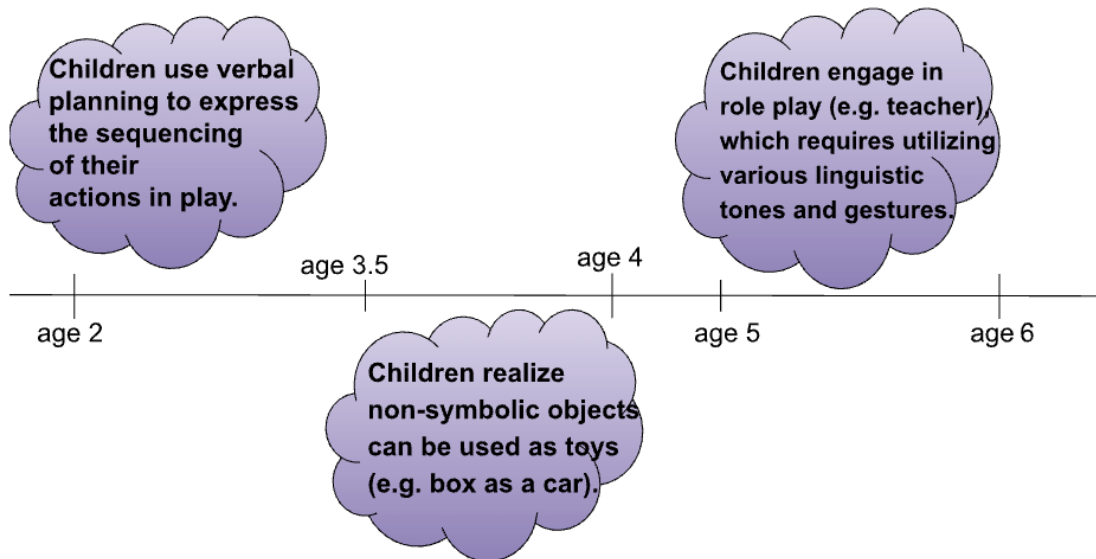 Children use verbal
planning to express
the sequencing
of their
actions in play.
Children engage in
role play (e.g. teacher),
which requires utilizing
various linguistic
tones and gestures.
age 3.5
age 4
age 2
age 5
age 6
Children realize
non-symbolic objects
can be used as toys
(e.g. box as a car).